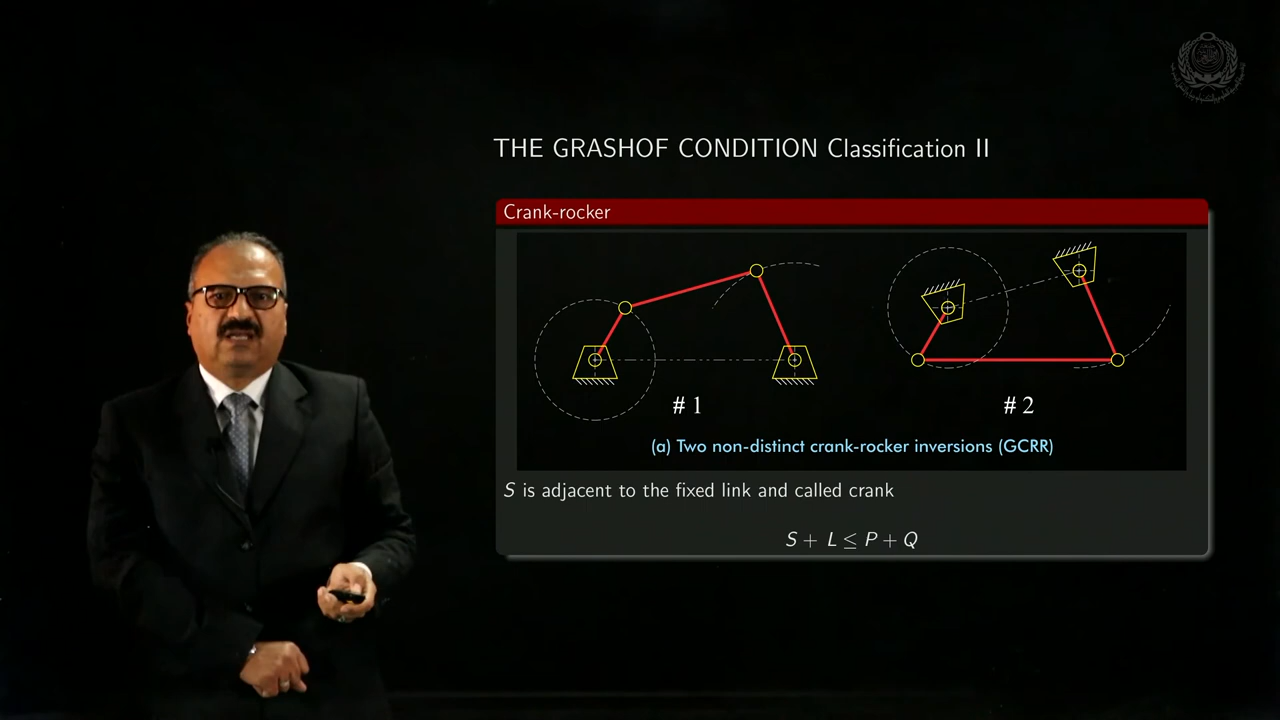 THE GRASHOF CONDITION Classification II
Crank-rocker
# 1
# 2
(a) Two non-distinct crank-rocker inversions (GCRR)
S is adjacent to the fixed link and called crank
S + L ≤ P + Q